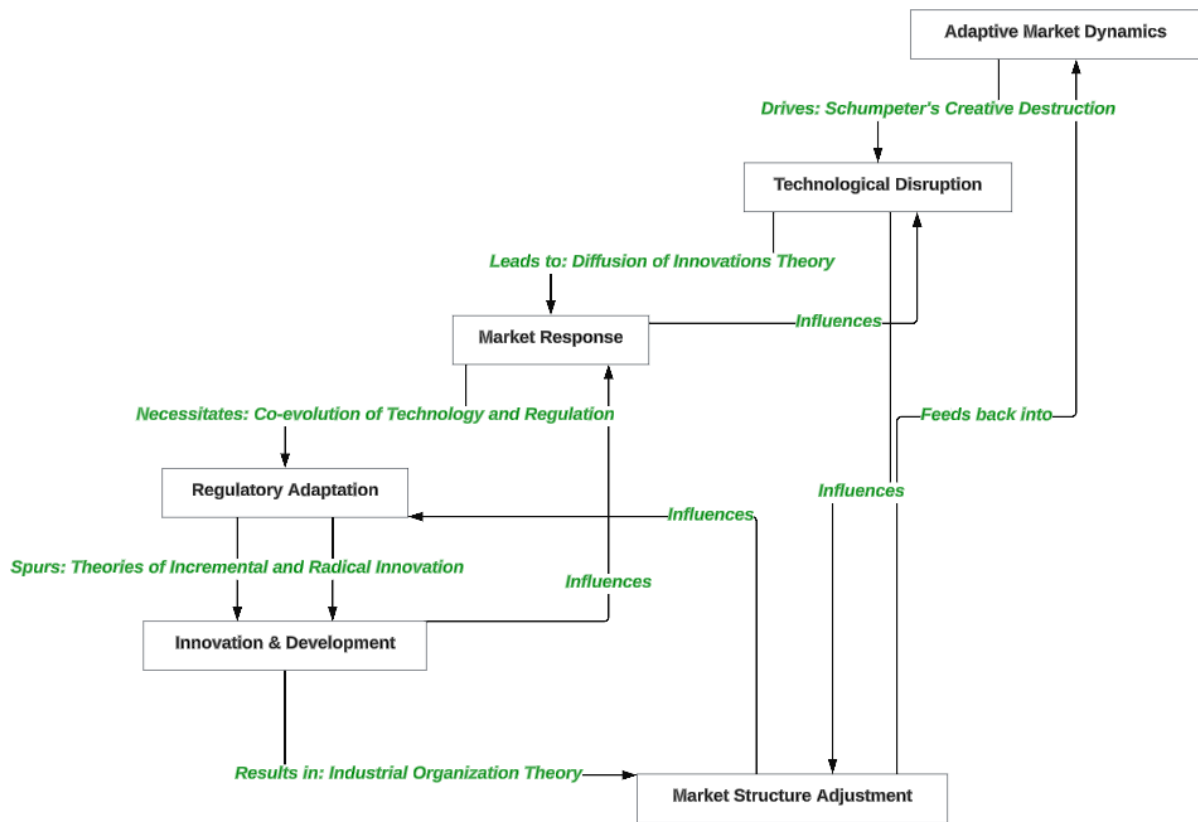 Adaptive Market Dynamics
Drives: Schumpeter's Creative Destruction
Technological Disruption
Leads to: Diffusion of Innovations Theory
Market Response
Influences
Necessitates: Co-evolution of Technology and Regulation
Feeds back into
Regulatory Adaptation
Influences
Influences
Spurs: Theories of Incremental and Radical Innovation
Influences
Innovation & Development
Results in: Industrial Organization Theory
Market Structure Adjustment